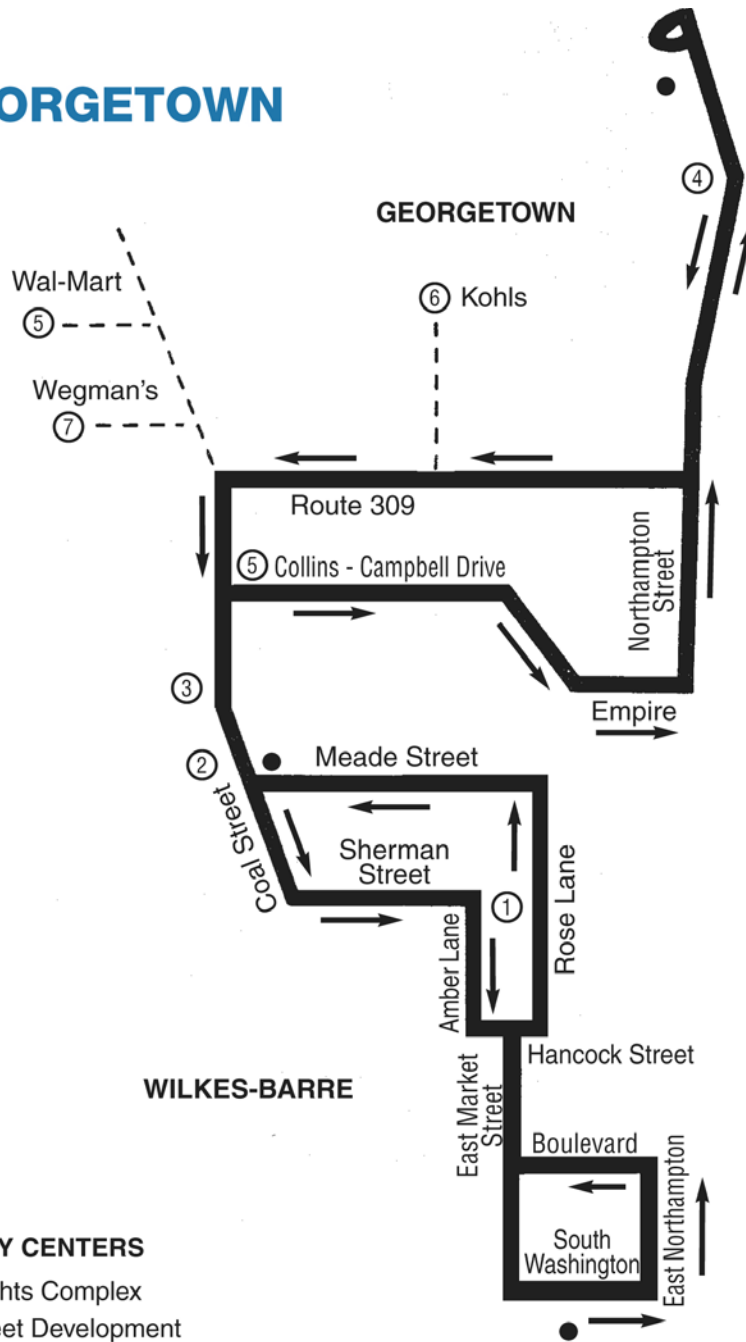 ORGETOWN
4
GEORGETOWN
Wal-Mart
5
6 Kohls
Wegman's
7
Route 309
5 Collins - Campbell Drive
Northampton
Street
3
Empire
2
Meade Street
Coal Street
Sherman
Street
1
Amber Lane
Rose Lane
Hancock Street
WILKES-BARRE
East Market
Street
Boulevard
East Northampton
South
Washington
Y CENTERS
hts Complex
eet Development